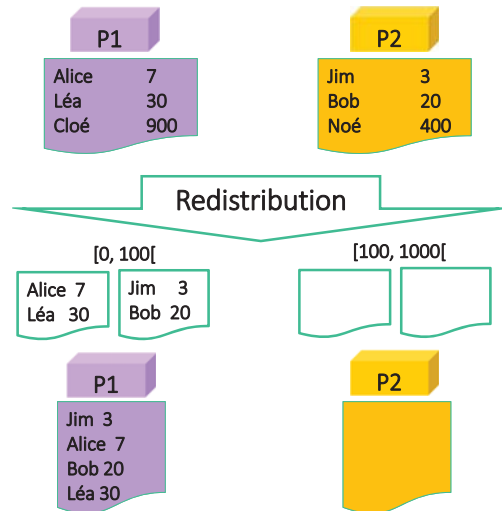 P1
P2
Alice 7
Léa 30
Cloé 900
Jim 3
Bob 20
Noé 400
Redistribution
[0, 100[
[100, 1000[
Alice 7
Léa 30
Jim 3
Bob 20
P1
P2
Jim 3
Alice 7
Bob 20
Léa 30